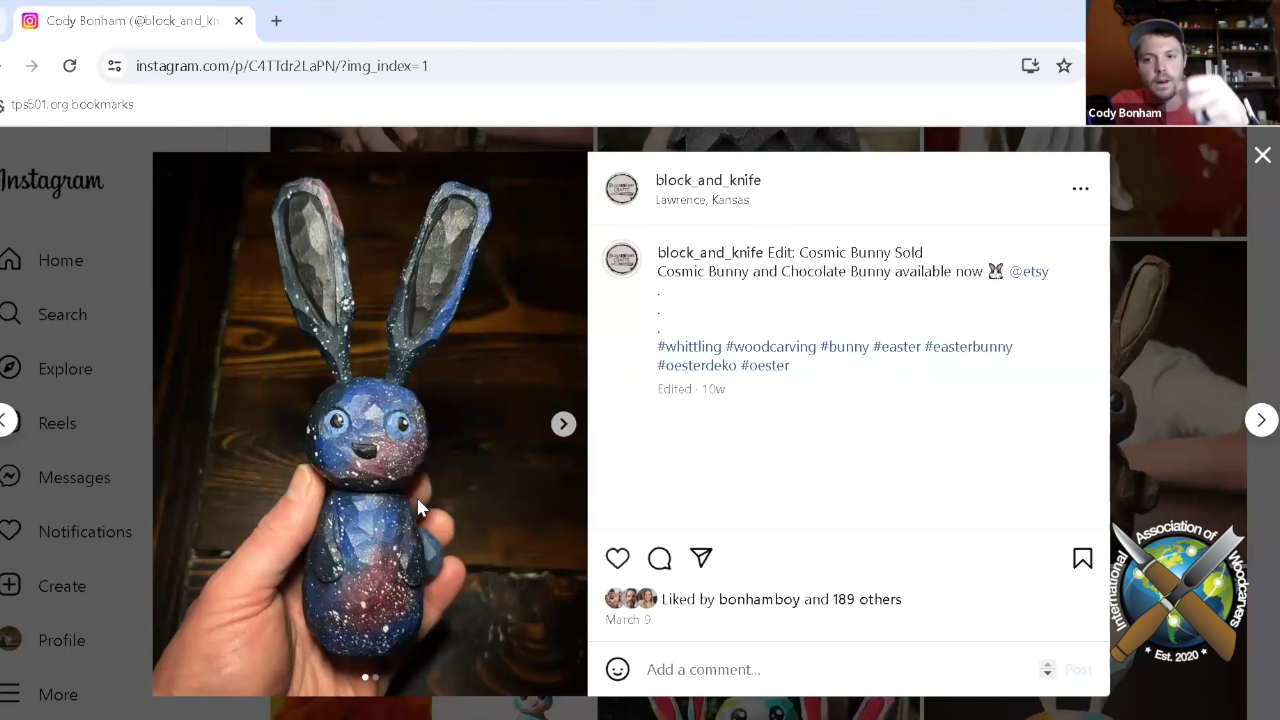 Cody Bonham (@block_and_kn
instagram.com/p/C4TTdr2LaPN/?img_index=1
tps501.org bookmarks
Cody Bonham
Instagram
Home
Search
Explore
Reels
Messages
Notifications
Create
Profile
More
block_and_knife
Lawrence, Kansas
block_and_knife Edit: Cosmic Bunny Sold
Cosmic Bunny and Chocolate Bunny available now @etsy
.
.
.
#whittling #woodcarving #bunny #easter #easterbunny
#oesterdeko #oester
Edited · 10w
Liked by bonhamboy and 189 others
March 9
Add a comment...
Post
International Association of Woodcarvers
Est. 2020